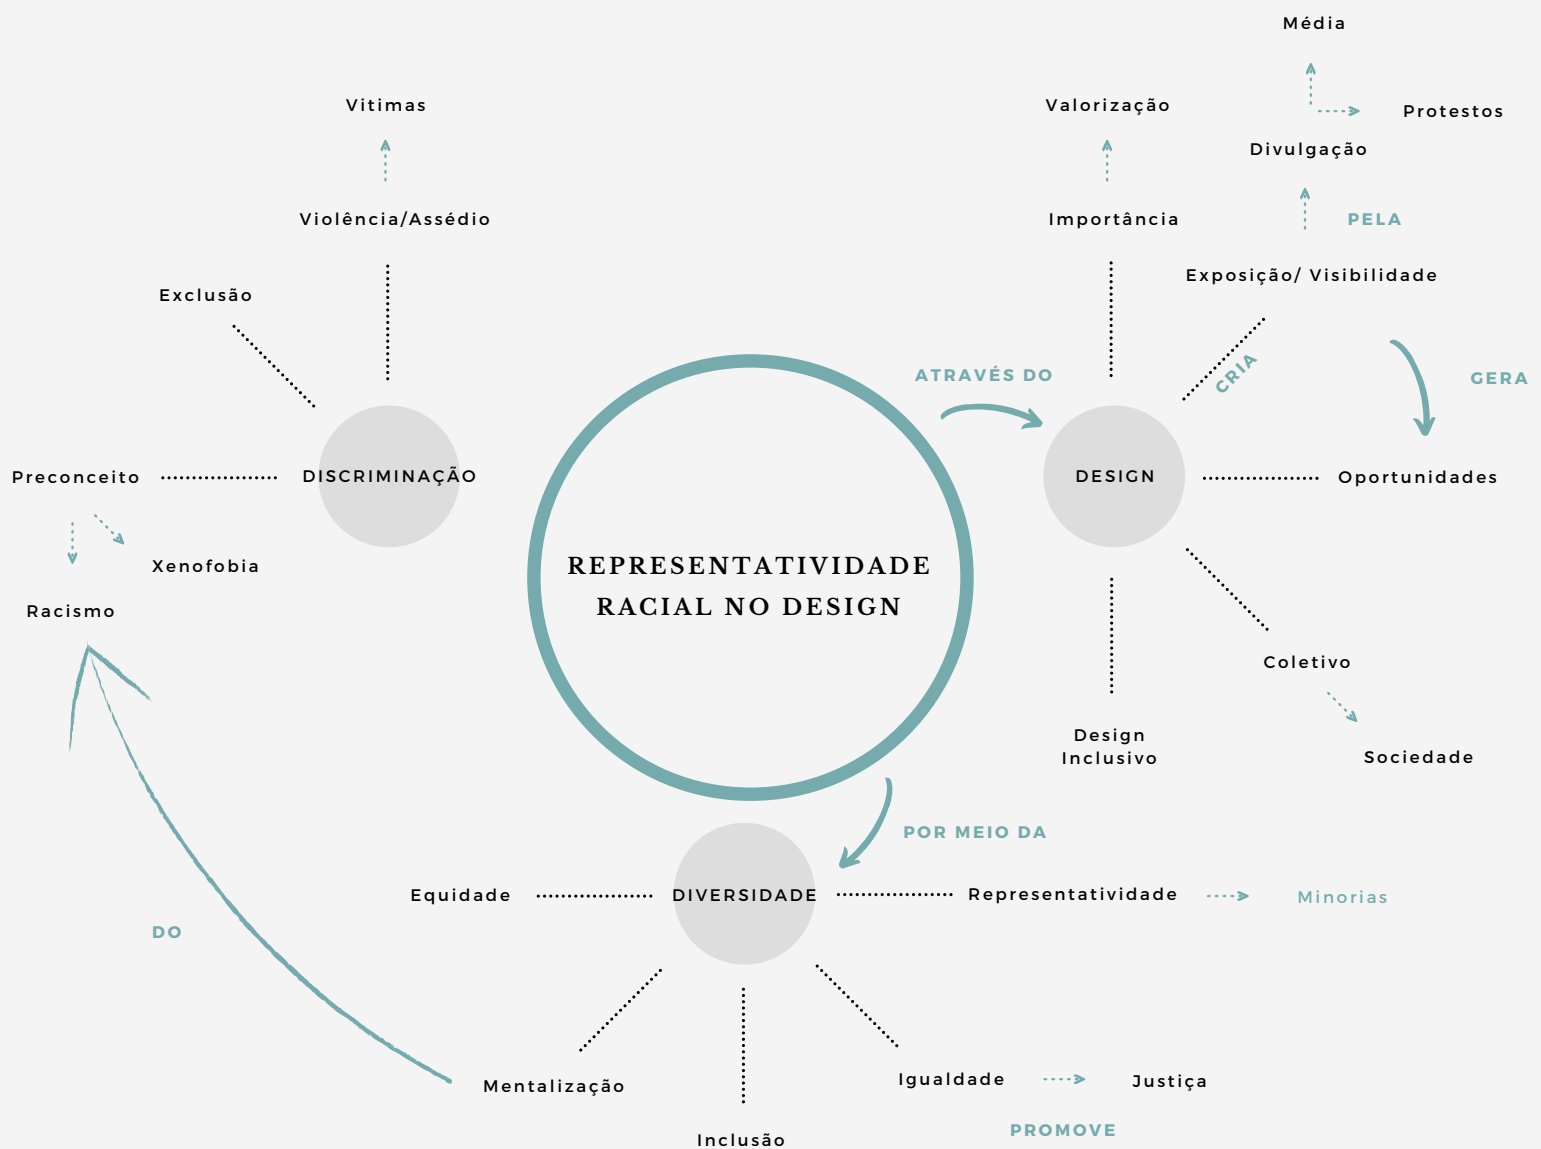 Média
Vitimas
Valorização
Protestos
Divulgação
Violência/Assédio
Importância
PELA
Exposição/ Visibilidade
Exclusão
ATRAVÉS DO
CRIA
GERA
Preconceito
DISCRIMINAÇÃO
DESIGN
Oportunidades
Xenofobia
REPRESENTATIVIDADE
RACIAL NO DESIGN
Racismo
Coletivo
Design
Inclusivo
Sociedade
POR MEIO DA
Equidade
DIVERSIDADE
Representatividade
Minorias
DO
Mentalização
Igualdade
Justiça
PROMOVE
Inclusão